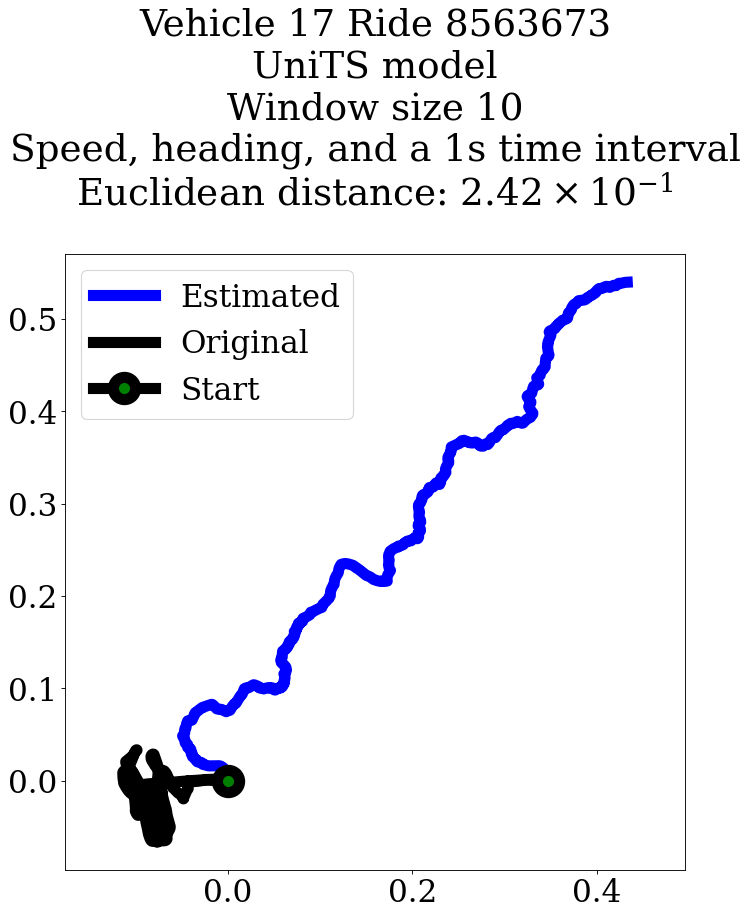 Vehicle 17 Ride 8563673
UniTS model
Window size 10
Speed, heading, and a 1s time interval
Euclidean distance: 2.42 × 10⁻¹
Estimated
Original
Start
0.5
0.4
0.3
0.2
0.1
0.0
0.0 0.2 0.4